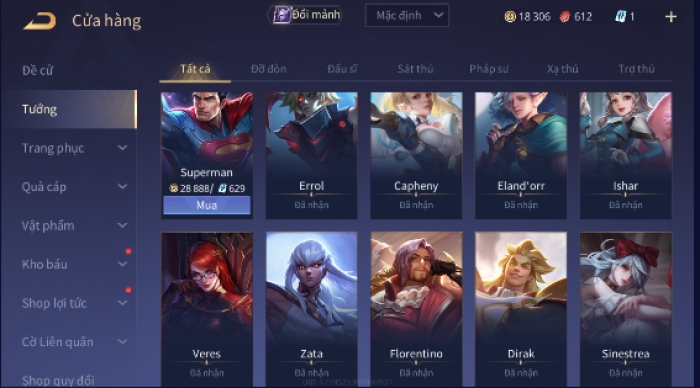 Cửa hàng
Đổi mảnh
Mặc định
18 306
612
1
Đề cử
Tướng
Trang phục
Quà cáp
Vật phẩm
Kho báu
Shop lợi tức
Cờ Liên quân
Shop quy đổi
Tất cả Đỡ đòn Đấu sĩ Sát thủ Pháp sư Xạ thủ Trợ thủ
Superman
28 888/ 629
Mua
Errol
Đã nhận
Capheny
Đã nhận
Eland'orr
Đã nhận
Ishar
Đã nhận
Veres
Đã nhận
Zata
Đã nhận
Florentino
Đã nhận
Dirak
Đã nhận
Sinestrea
Đã nhận